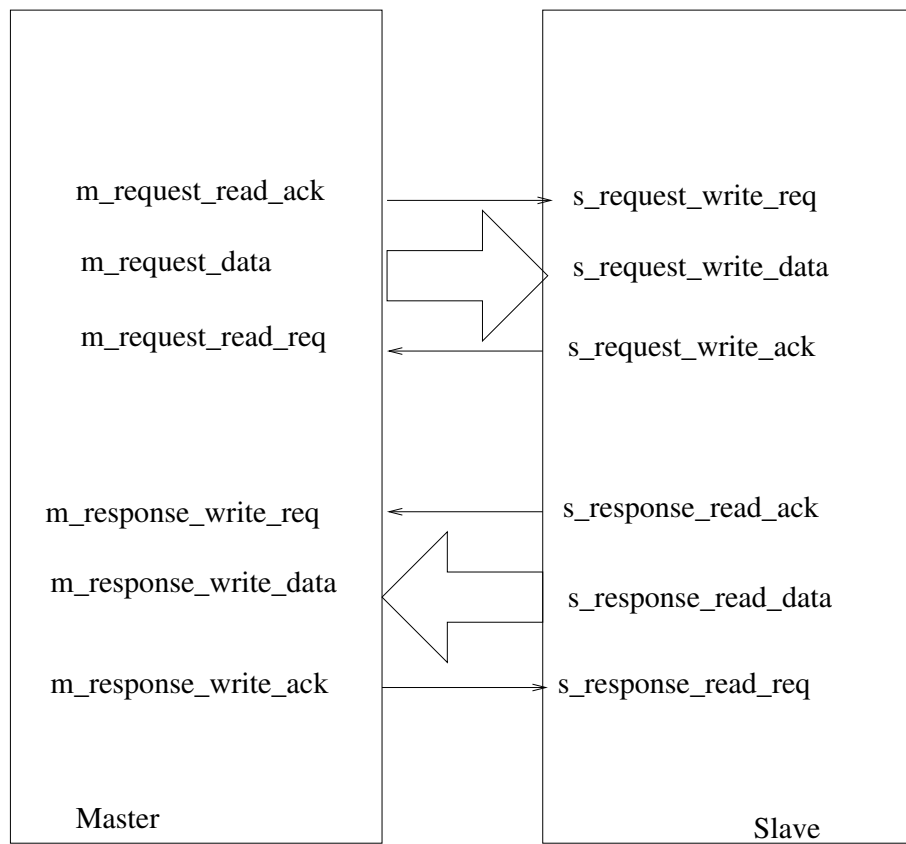 m_request_read_ack
s_request_write_req
m_request_data
s_request_write_data
m_request_read_req
s_request_write_ack
m_response_write_req
s_response_read_ack
m_response_write_data
s_response_read_data
m_response_write_ack
s_response_read_req
Master
Slave